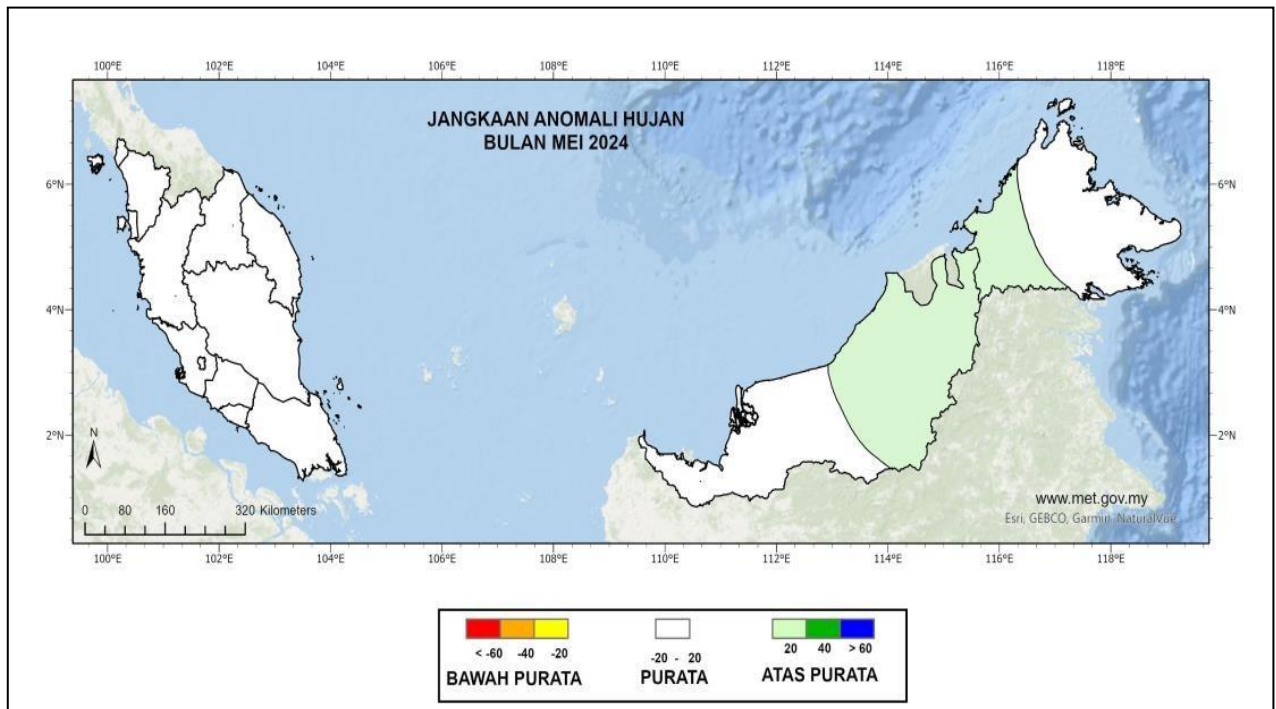 100°E 102°E 104°E 106°E 108°E 110°E 112°E 114°E 116°E 118°E
JANGKAAN ANOMALI HUJAN
BULAN MEI 2024
6°N 6°N
4°N 4°N
2°N 2°N
N
www.met.gov.my
0 80 160 320 Kilometers
Esri, GEBCO, Garmin, NaturalVue
100°E 102°E 104°E 106°E 108°E 110°E 112°E 114°E 116°E 118°E
< -60 -40 -20
BAWAH PURATA
-20 - 20
PURATA
20 40 > 60
ATAS PURATA